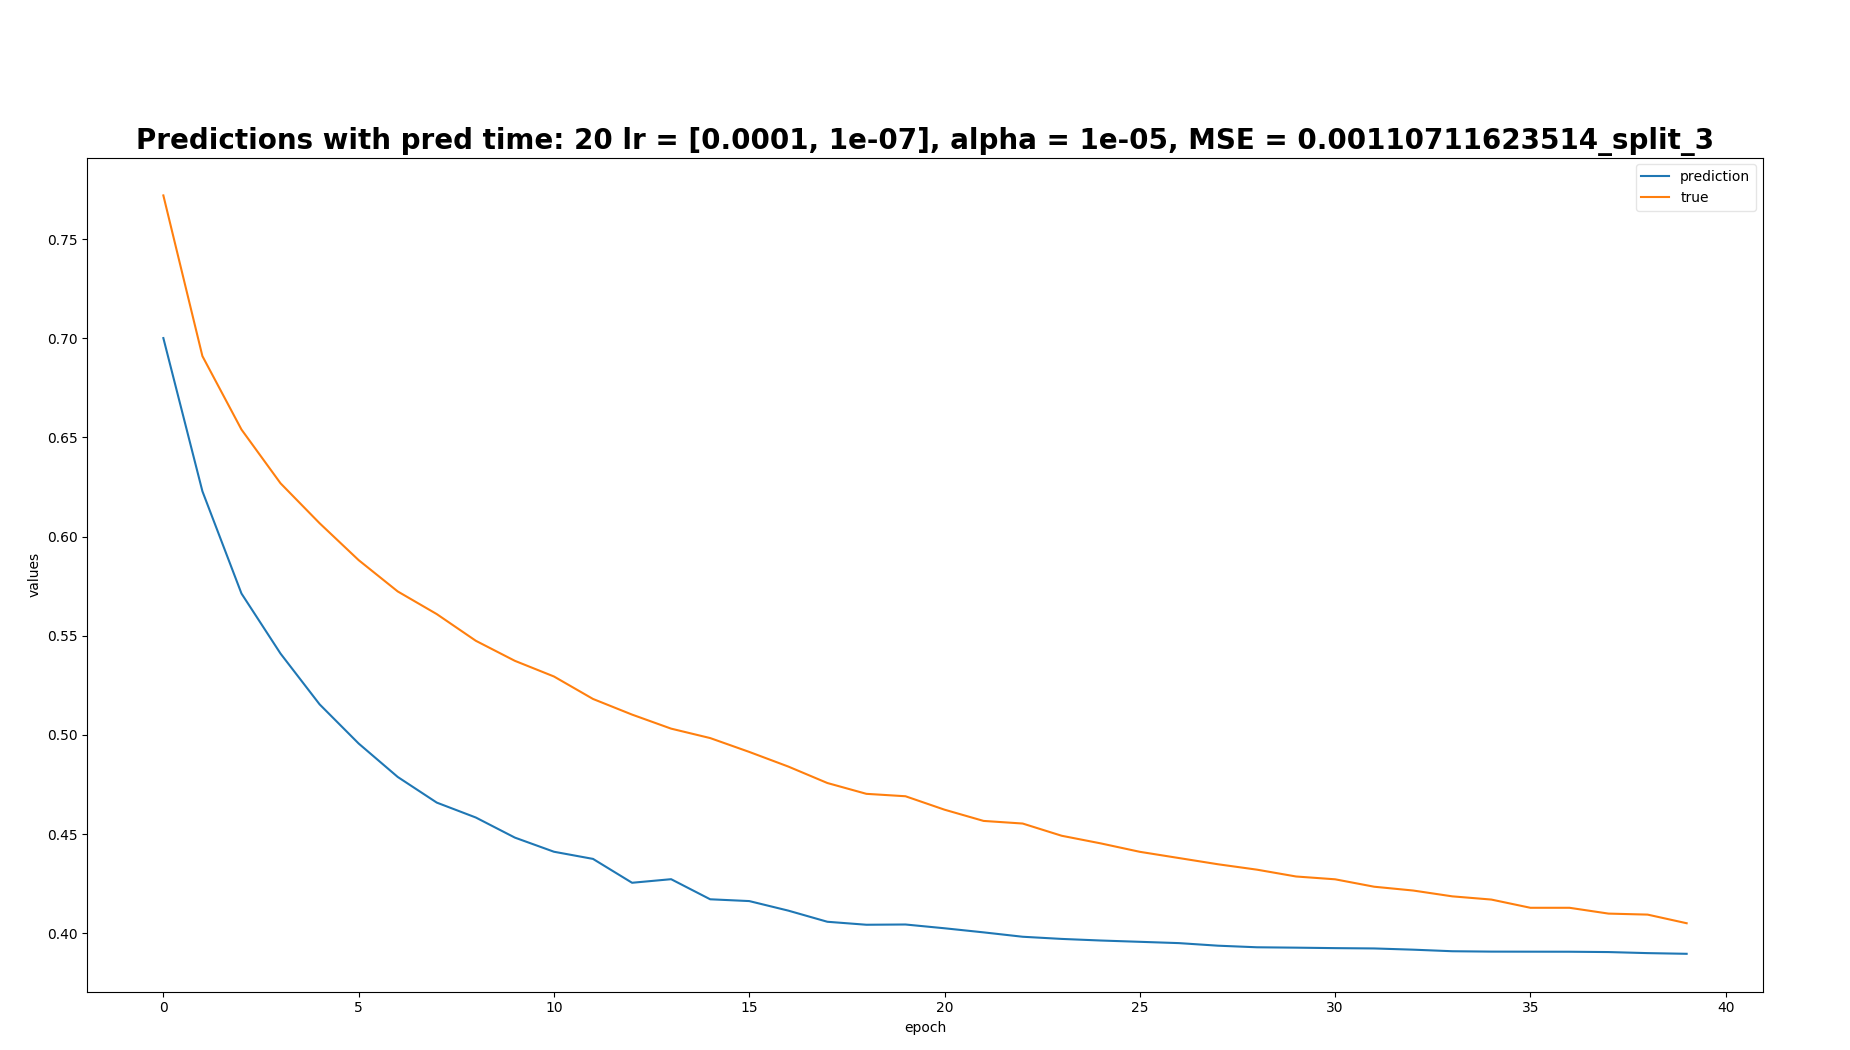 Predictions with pred time: 20 lr = [0.0001, 1e-07], alpha = 1e-05, MSE = 0.00110711623514_split_3
prediction
true
0.75
0.70
0.65
0.60
0.55
0.50
0.45
0.40
values
0 5 10 15 20 25 30 35 40
epoch